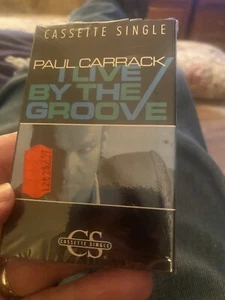 CASSETTE SINGLE
PAUL CARRACK
I LIVE
BY THE
GROOVE
CS
CASSETTE SINGLE